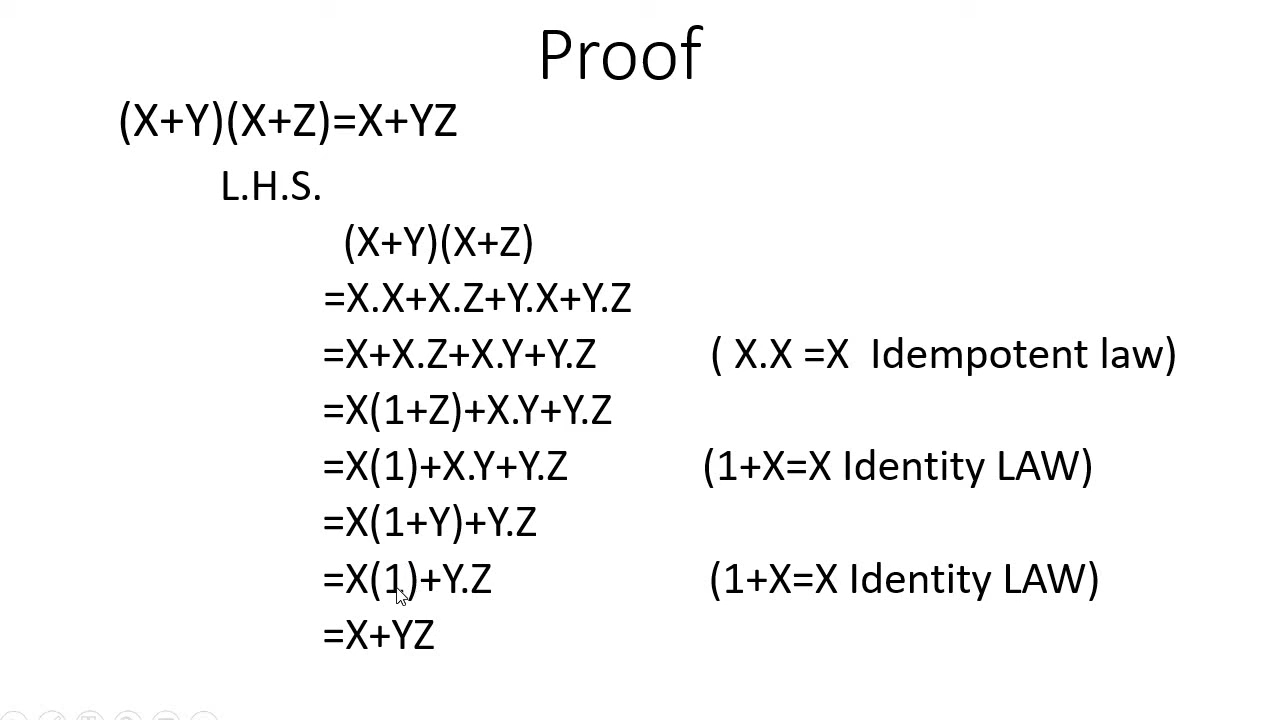 Proof
(X+Y)(X+Z)=X+YZ
L.H.S.
(X+Y)(X+Z)
=X.X+X.Z+Y.X+Y.Z
=X+X.Z+X.Y+Y.Z ( X.X =X Idempotent law)
=X(1+Z)+X.Y+Y.Z
=X(1)+X.Y+Y.Z (1+X=X Identity LAW)
=X(1+Y)+Y.Z
=X(1)+Y.Z (1+X=X Identity LAW)
=X+YZ